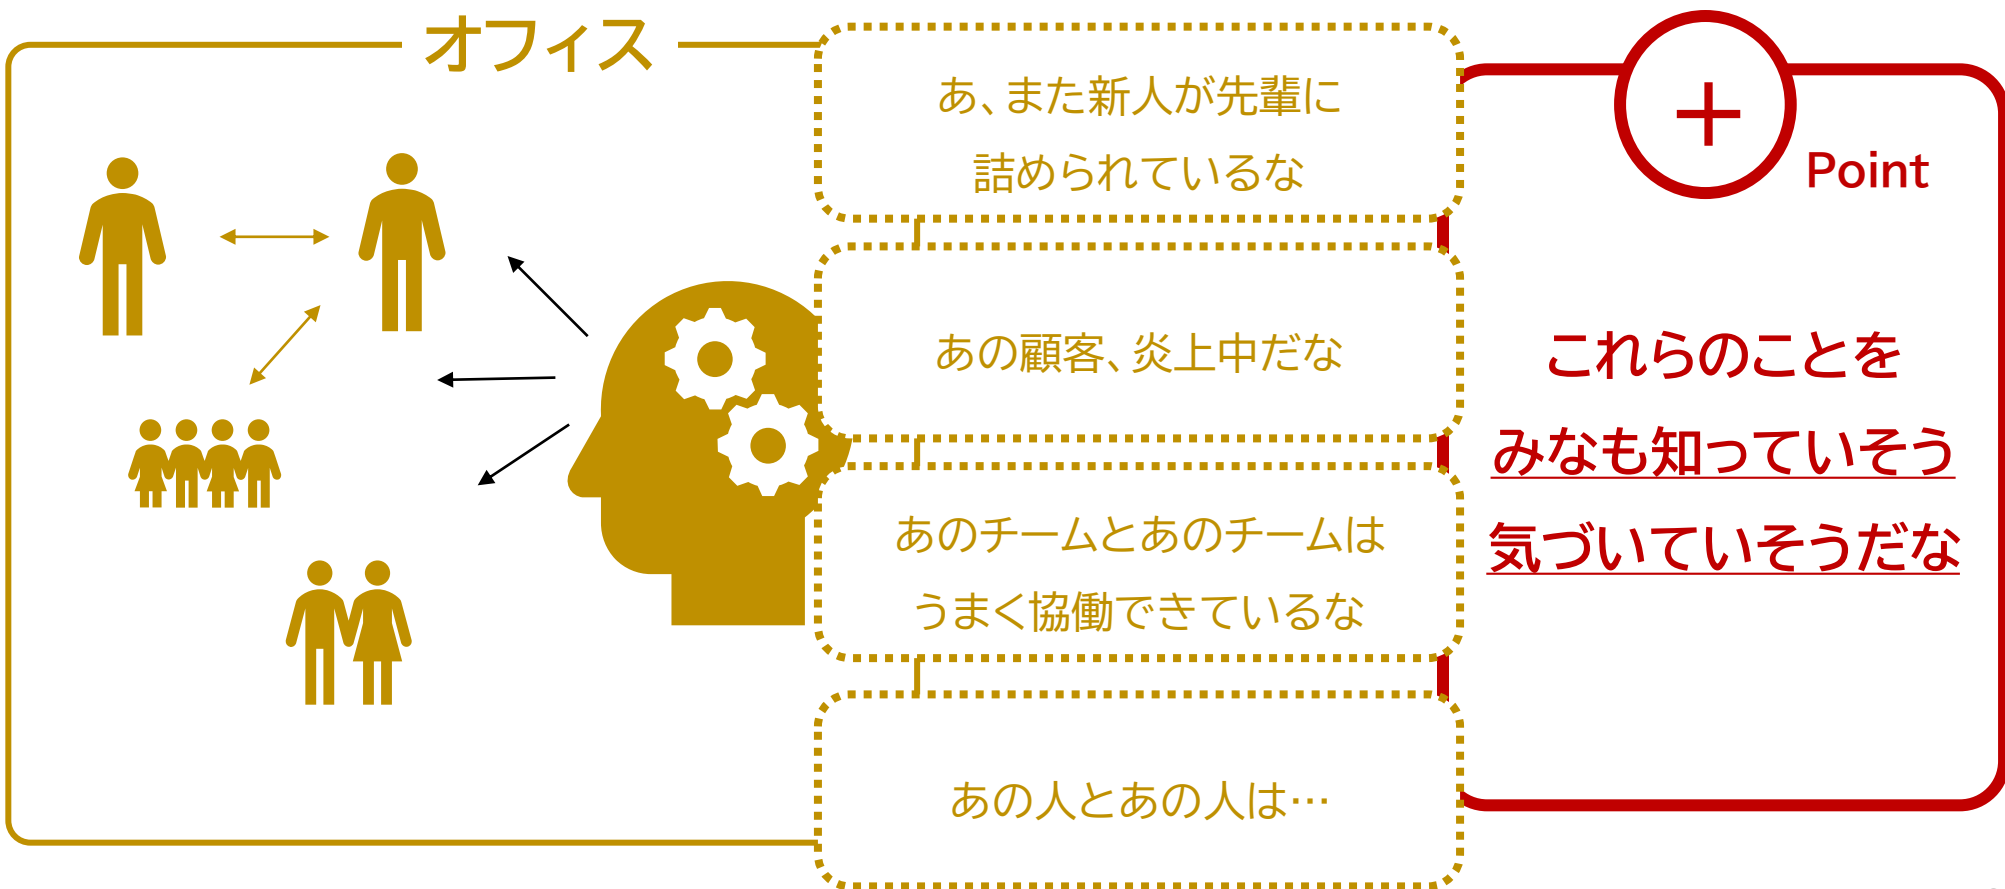 オフィス
あ、また新人が先輩に
詰められているな
あの顧客、炎上中だな
あのチームとあのチームは
うまく協働できているな
あの人とあの人は…
＋
Point
これらのことを
みなも知っていそう
気づいていそうだな